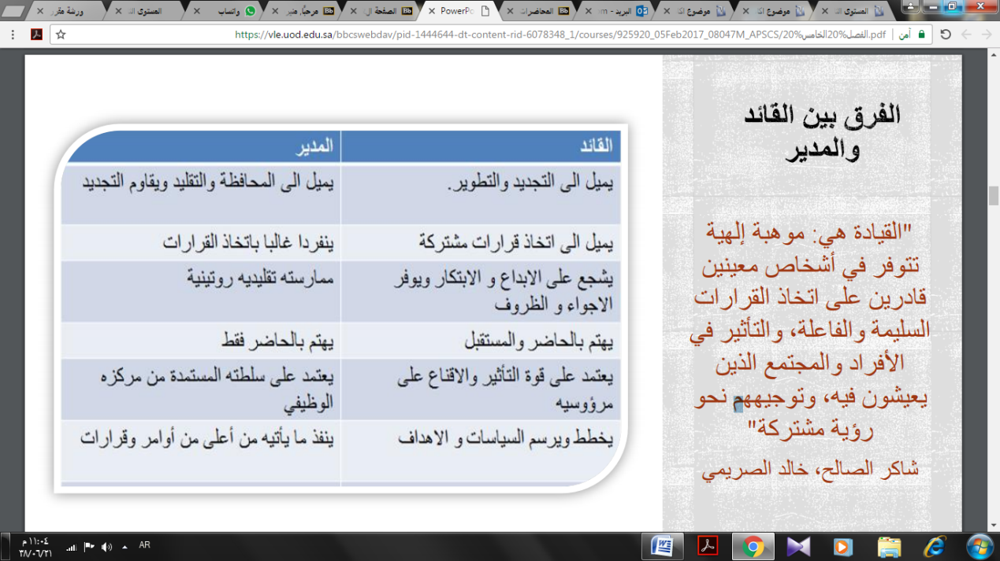 المستوى الث
موضوع اكا
موضوع اكا
البريد - m
المحاضرات
PowerPo
الصفحة ال
مرحبًا, منير
واتساب
المستوى الث
ورشة مقرر
https://vle.uod.edu.sa/bbcswebdav/pid-1444644-dt-content-rid-6078348_1/courses/925920_05Feb2017_08047M_APSCS/20%الخامس20%الفصل.pdf
آمن
الفرق بين القائد
والمدير
"القيادة هي: موهبة إلهية
تتوفر في أشخاص معينين
قادرين على اتخاذ القرارات
السليمة والفاعلة، والتأثير في
الأفراد والمجتمع الذين
يعيشون فيه، وتوجيههم نحو
رؤية مشتركة"
شاكر الصالح، خالد الصريمي
القائد
المدير
يميل الى التجديد والتطوير.
يميل الى المحافظة والتقليد ويقاوم التجديد
يميل الى اتخاذ قرارات مشتركة
ينفردا غالبا باتخاذ القرارات
يشجع على الابداع و الابتكار ويوفر
الاجواء و الظروف
ممارسته تقليديه روتينية
يهتم بالحاضر والمستقبل
يهتم بالحاضر فقط
يعتمد على قوة التأثير والاقناع على
مرؤوسيه
يعتمد على سلطته المستمدة من مركزه
الوظيفي
يخطط ويرسم السياسات و الاهداف
ينفذ ما يأتيه من أعلى من أوامر وقرارات
AR
١١:٠٤ م
٣٨/٠٦/٢١